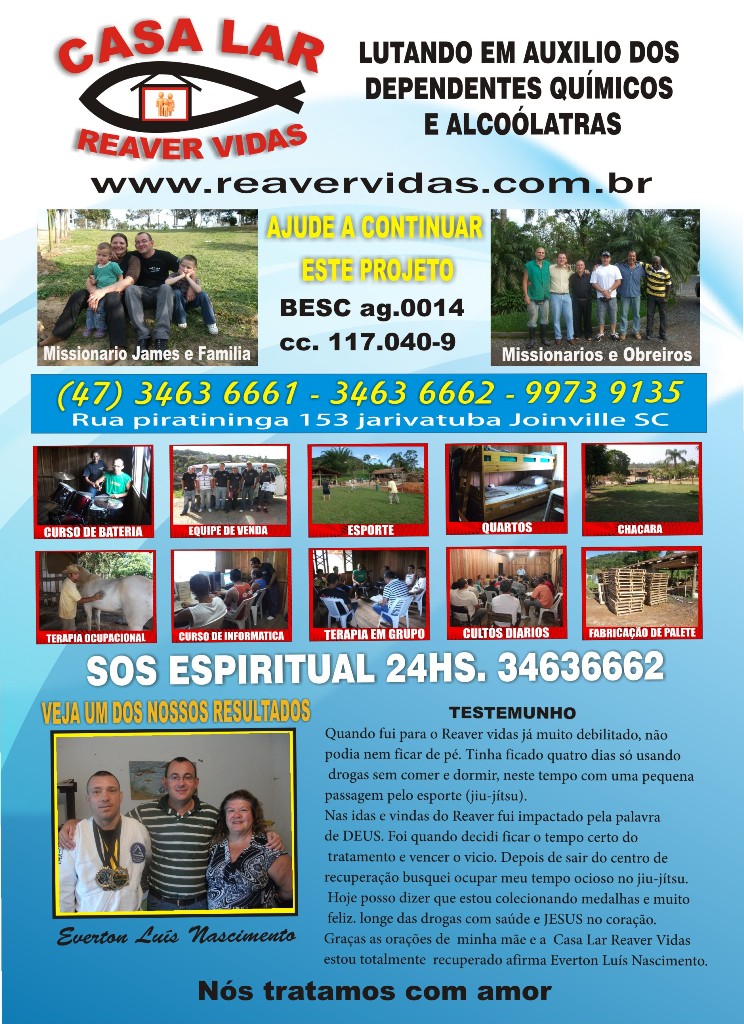 CASA LAR
REAVER VIDAS
LUTANDO EM AUXILIO DOS
DEPENDENTES QUÍMICOS
E ALCOÓLATRAS
www.reavervidas.com.br
AJUDE A CONTINUAR
ESTE PROJETO
BESC ag.0014
cc. 117.040-9
Missionario James e Familia
Missionarios e Obreiros
(47) 3463 6661 - 3463 6662 - 9973 9135
Rua piratininga 153 jarivatuba Joinville SC
CURSO DE BATERIA
EQUIPE DE VENDA
ESPORTE
QUARTOS
CHACARA
TERAPIA OCUPACIONAL
CURSO DE INFORMATICA
TERAPIA EM GRUPO
CULTOS DIARIOS
FABRICAÇÃO DE PALETE
SOS ESPIRITUAL 24HS. 34636662
VEJA UM DOS NOSSOS RESULTADOS
Everton Luís Nascimento
TESTEMUNHO
Quando fui para o Reaver vidas já muito debilitado, não
podia nem ficar de pé. Tinha ficado quatro dias só usando
drogas sem comer e dormir, neste tempo com uma pequena
passagem pelo esporte (jiu-jítsu).
Nas idas e vindas do Reaver fui impactado pela palavra
de DEUS. Foi quando decidi ficar o tempo certo do
tratamento e vencer o vicio. Depois de sair do centro de
recuperação busquei ocupar meu tempo ocioso no jiu-jítsu.
Hoje posso dizer que estou colecionando medalhas e muito
feliz. longe das drogas com saúde e JESUS no coração.
Graças as orações de minha mãe e a Casa Lar Reaver Vidas
estou totalmente recuperado afirma Everton Luís Nascimento.
Nós tratamos com amor